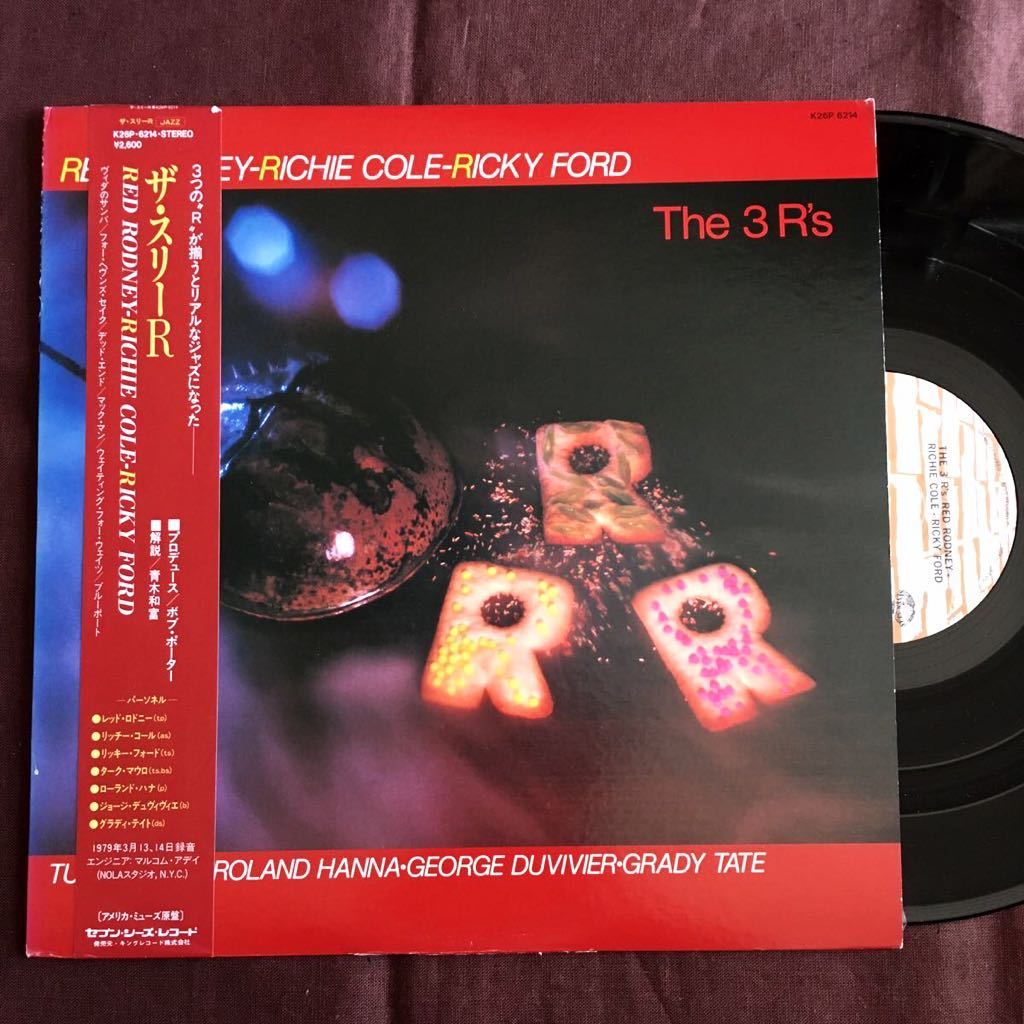 K26P 6214
ザ・スリーR JAZZ
K26P-6214・STEREO
¥2,600
3つの"R"が揃うとリアルなジャズになった——
ザ・スリーR
RED RODNEY-RICHIE COLE-RICKY FORD
ヴィダのサンバ/フォー・ヘヴンズ・セイク/デッド・エンド/マック・マン/ウェイティング・フォー・ウェイツ/ブルーポート
■プロデュース/ボブ・ポーター
■解説/青木和富
—パーソネル—
●レッド・ロドニー(tp)
●リッチー・コール(as)
●リッキー・フォード(ts)
●ターク・マウロ(ts.bs)
●ローランド・ハナ(p)
●ジョージ・デュヴィヴィエ(b)
●グラディ・テイト(ds)
1979年3月13、14日録音
エンジニア:マルコム・アデイ
(NOLAスタジオ, N.Y.C.)
[アメリカ・ミューズ原盤]
セブン・シーズ・レコード
発売元・キングレコード株式会社
RE EY-RICHIE COLE-RICKY FORD
The 3 R's
R
R R
TU ROLAND HANNA•GEORGE DUVIVIER•GRADY TATE
THE 3 R's RED RODNEY-
RICHIE COLE-RICKY FORD